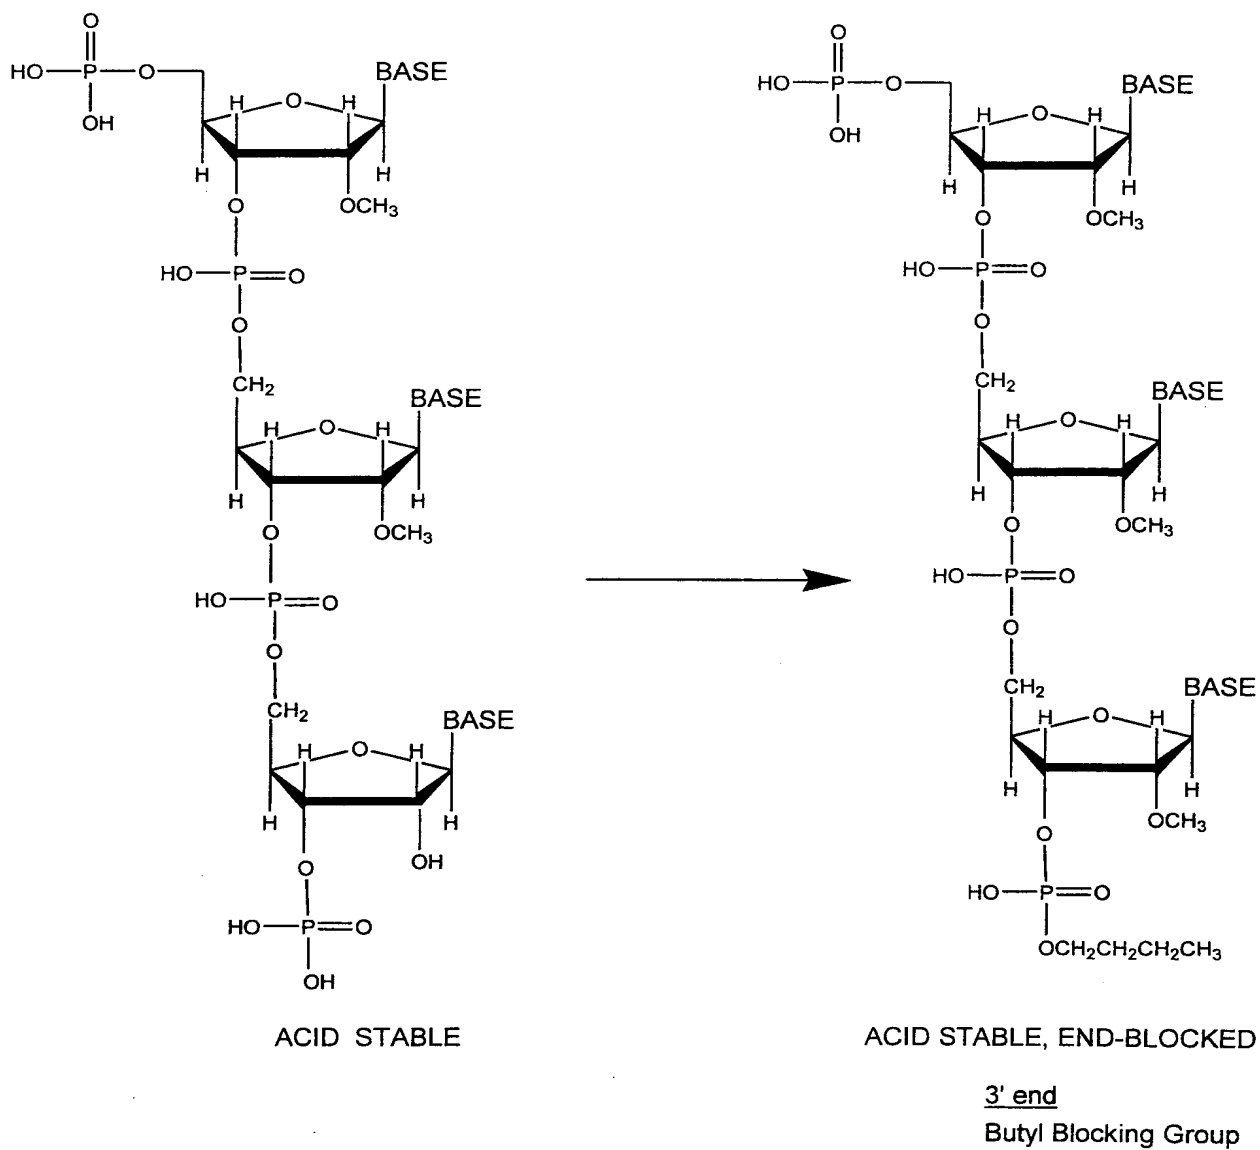 O
HO P O BASE
H O H
OH
H H
O OCH3
HO P O
O
CH2
BASE
H O H
H H
O OCH3
HO P O
O
CH2
BASE
H O H
H H
O OH
HO P O
OH
ACID STABLE
O
HO P O BASE
H O H
OH
H H
O OCH3
HO P O
O
CH2
BASE
H O H
H H
O OCH3
HO P O
O
CH2
BASE
H O H
H H
O OCH3
HO P O
OCH2CH2CH2CH3
ACID STABLE, END-BLOCKED
3' end
Butyl Blocking Group